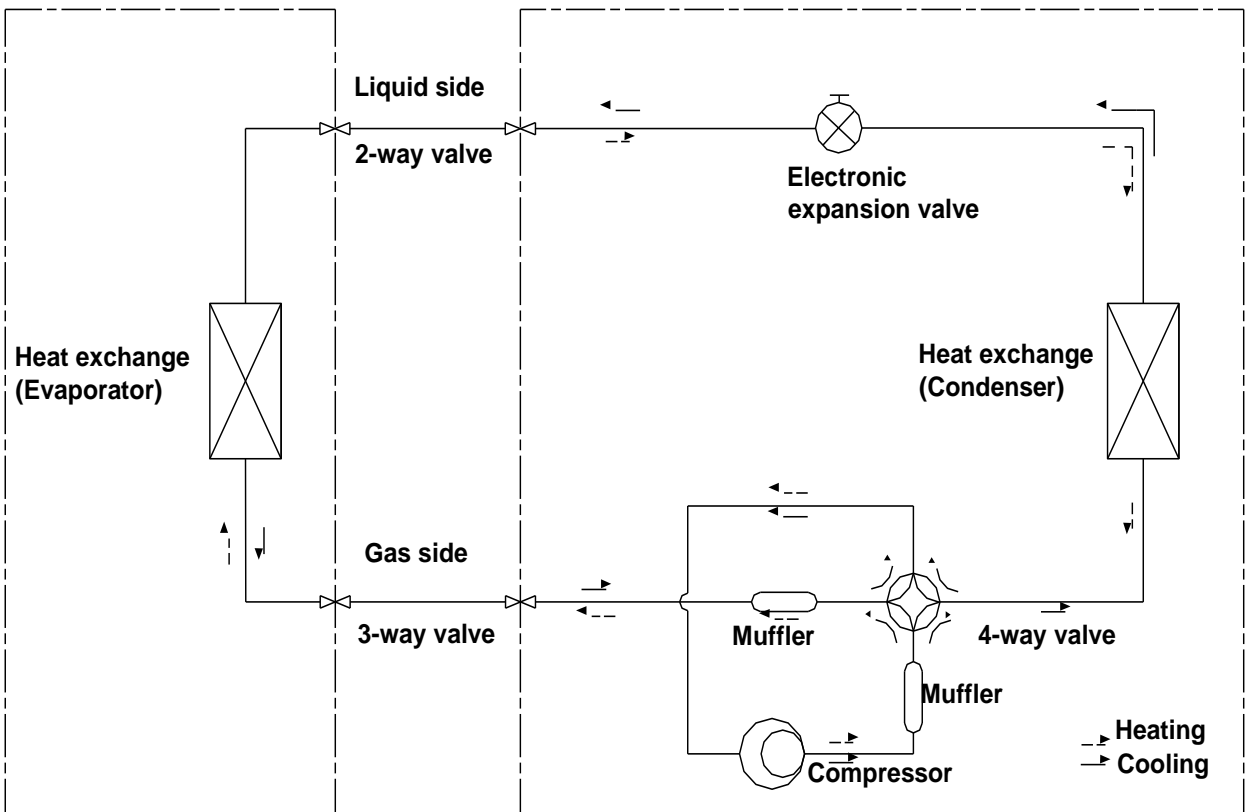 Liquid side
2-way valve
Electronic
expansion valve
Heat exchange
(Evaporator)
Heat exchange
(Condenser)
Gas side
3-way valve
Muffler
4-way valve
Muffler
Compressor
Heating
Cooling